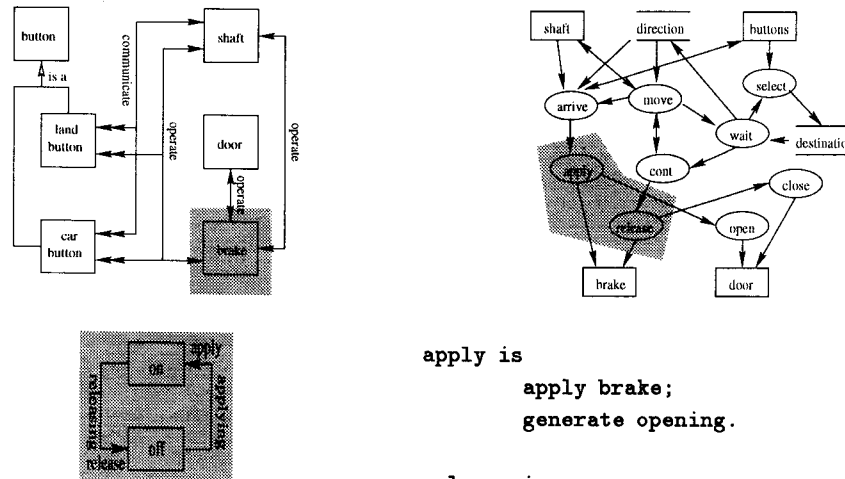 button
shaft
communicate
is a
land
button
operate
operate
door
operate
car
button
brake
shaft
direction
buttons
select
arrive
move
wait
destination
apply
cont
close
release
open
brake
door
apply
on
releasing
applying
release
off
apply is
apply brake;
generate opening.